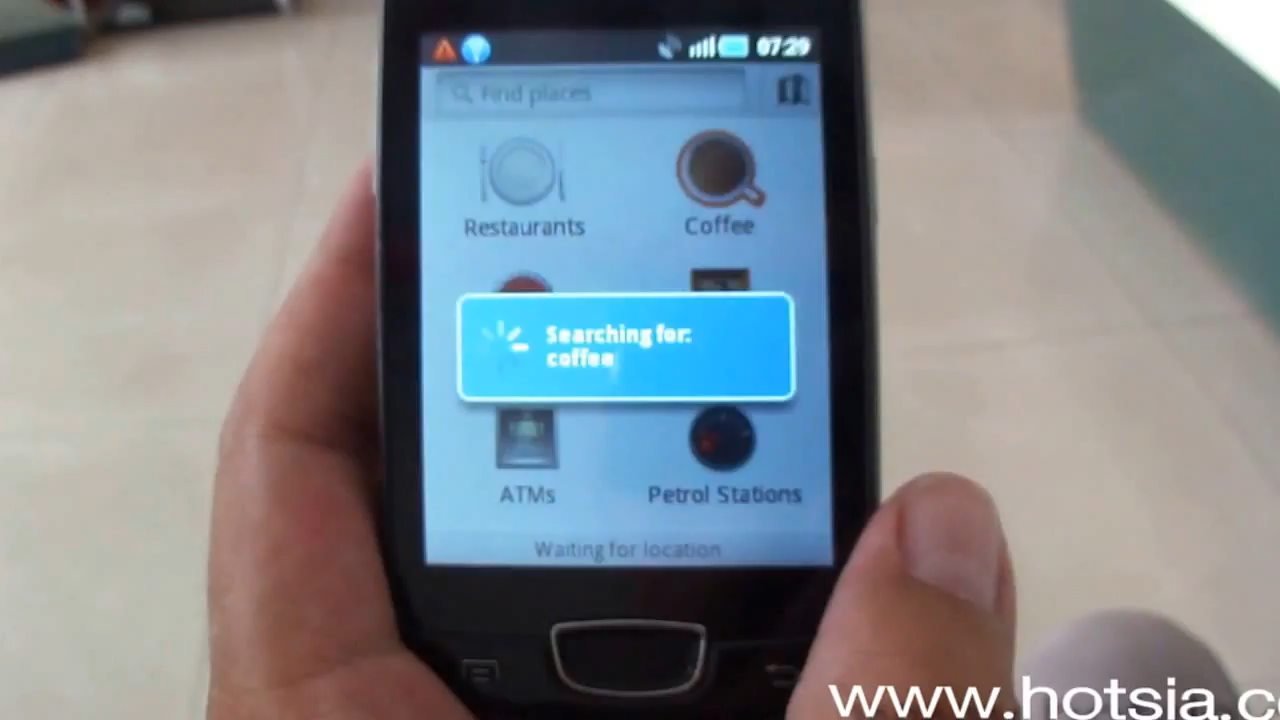 07:29
Find places
Restaurants
Coffee
Searching for:
coffee
ATMs
Petrol Stations
Waiting for location
www.hotsia.c